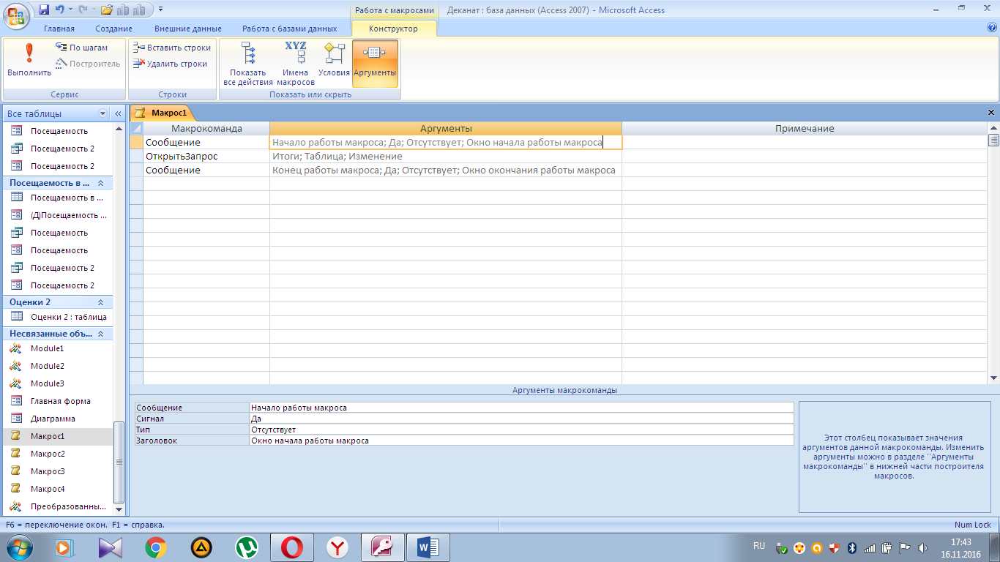 Работа с макросами
Деканат : база данных (Access 2007) - Microsoft Access
Главная Создание Внешние данные Работа с базами данных Конструктор
Выполнить
По шагам
Построитель
Сервис
Вставить строки
Удалить строки
Строки
Показать все действия
XYZ
Имена макросов
Условия
Аргументы
Показать или скрыть
Все таблицы
Посещаемость
Посещаемость 2
Посещаемость 2
Посещаемость в ...
Посещаемость в ...
(Д)Посещаемость ...
Посещаемость
Посещаемость
Посещаемость 2
Посещаемость 2
Оценки 2
Оценки 2 : таблица
Несвязанные объ...
Module1
Module2
Module3
Главная форма
Диаграмма
Макрос1
Макрос2
Макрос3
Макрос4
Преобразованны...
Макрос1
Макрокоманда Аргументы Примечание
Сообщение Начало работы макроса; Да; Отсутствует; Окно начала работы макроса
ОткрытьЗапрос Итоги; Таблица; Изменение
Сообщение Конец работы макроса; Да; Отсутствует; Окно окончания работы макроса
Аргументы макрокоманды
Сообщение Начало работы макроса
Сигнал Да
Тип Отсутствует
Заголовок Окно начала работы макроса
Этот столбец показывает значения
аргументов данной макрокоманды. Изменить
аргументы можно в разделе "Аргументы
макрокоманды" в нижней части построителя
макросов.
F6 = переключение окон. F1 = справка.
Num Lock
RU
17:43
16.11.2016